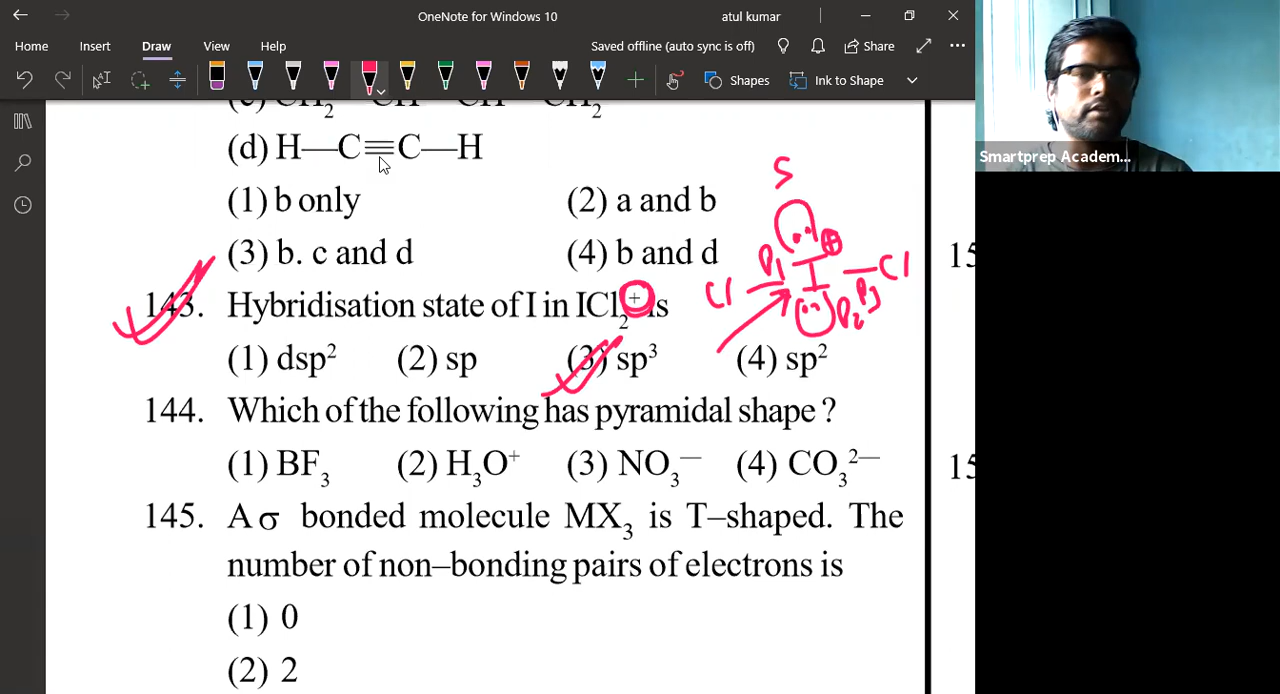 OneNote for Windows 10
atul kumar
Home Insert Draw View Help
Saved offline (auto sync is off)
Share
Shapes
Ink to Shape
Smartprep Academ...
(d) H—C≡C—H
(1) b only (2) a and b
(3) b. c and d (4) b and d
143. Hybridisation state of I in ICl₂⁺ is
(1) dsp² (2) sp (3) sp³ (4) sp²
S
P1
+
Cl I Cl
P2 P3
144. Which of the following has pyramidal shape ?
(1) BF₃ (2) H₃O⁺ (3) NO₃⁻ (4) CO₃²⁻
145. A σ bonded molecule MX₃ is T–shaped. The
number of non–bonding pairs of electrons is
(1) 0
(2) 2
15
15